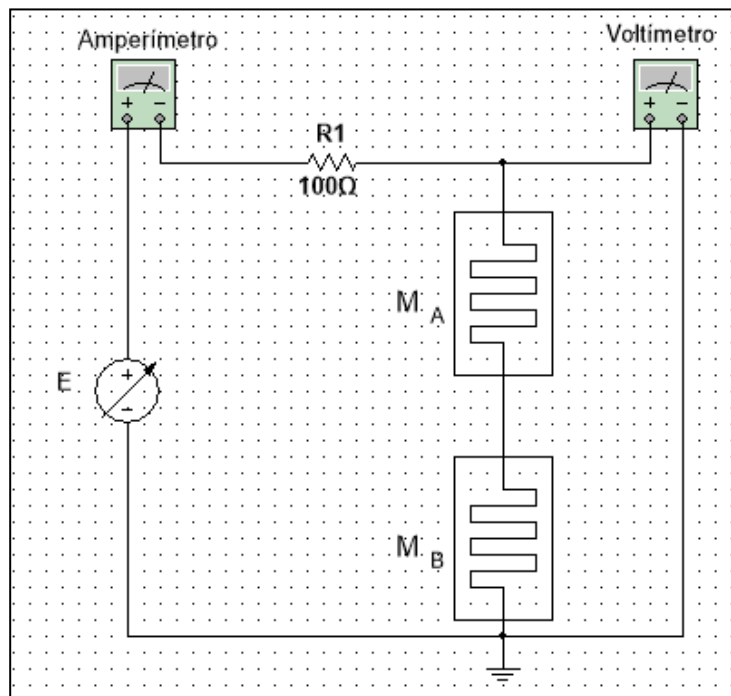 Amperímetro
Voltímetro
+ −
+ −
R1
100Ω
M A
E
+
−
M B